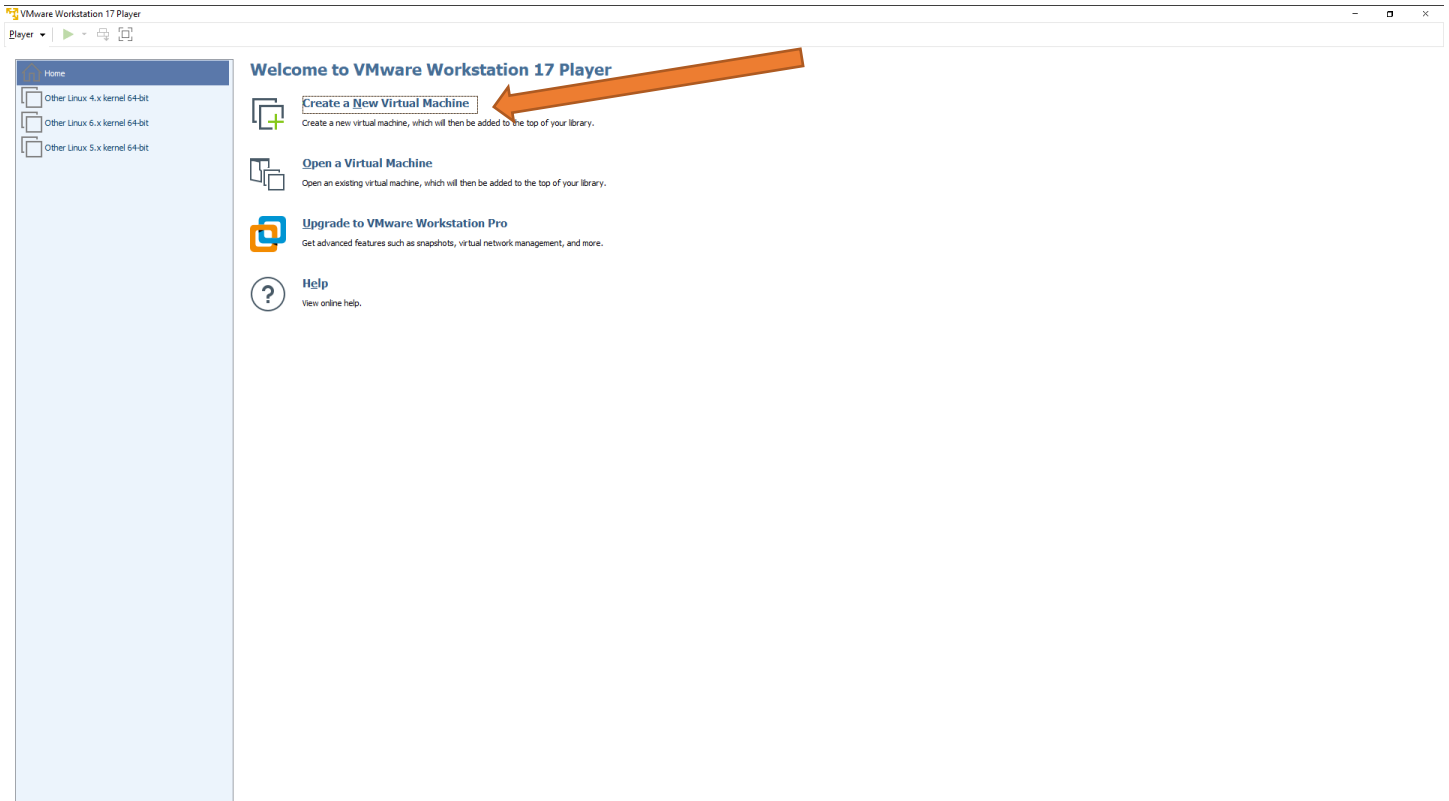 VMware Workstation 17 Player
Player
Home
Other Linux 4.x kernel 64-bit
Other Linux 6.x kernel 64-bit
Other Linux 5.x kernel 64-bit
Welcome to VMware Workstation 17 Player
Create a New Virtual Machine
Create a new virtual machine, which will then be added to the top of your library.
Open a Virtual Machine
Open an existing virtual machine, which will then be added to the top of your library.
Upgrade to VMware Workstation Pro
Get advanced features such as snapshots, virtual network management, and more.
Help
View online help.